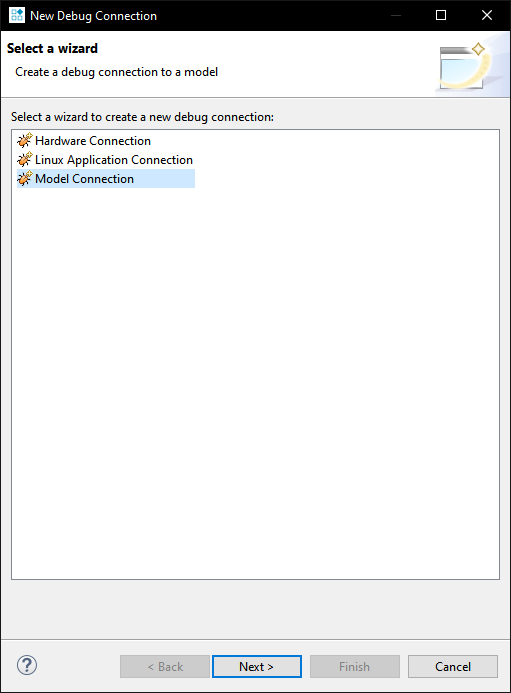 New Debug Connection
Select a wizard
Create a debug connection to a model
Select a wizard to create a new debug connection:
Hardware Connection
Linux Application Connection
Model Connection
?
< Back
Next >
Finish
Cancel